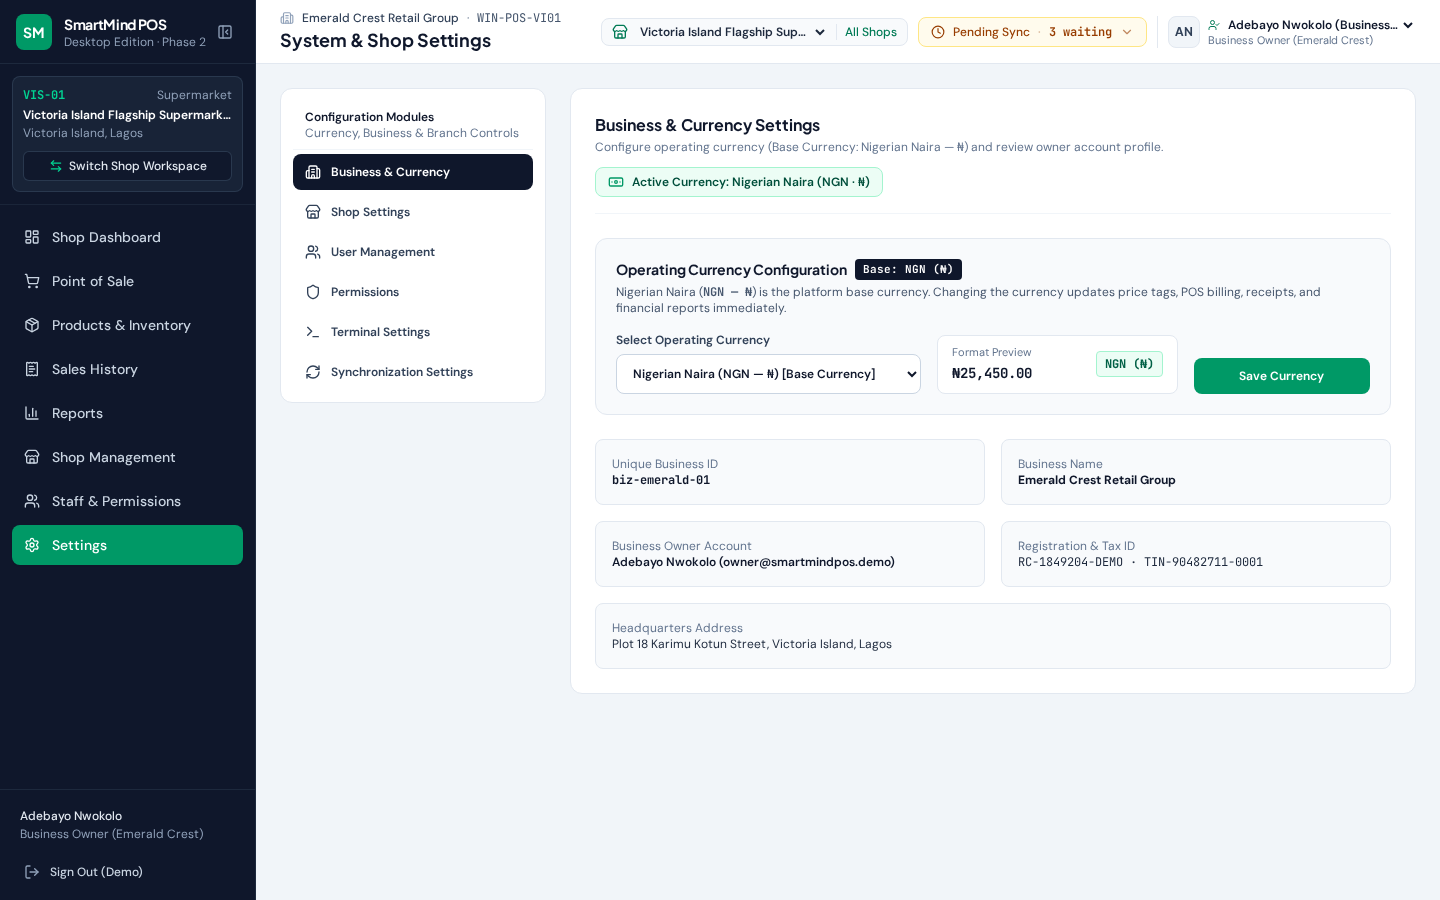 SM
SmartMind POS
Desktop Edition · Phase 2
VIS-01
Supermarket
Victoria Island Flagship Supermark...
Victoria Island, Lagos
Switch Shop Workspace
Shop Dashboard
Point of Sale
Products & Inventory
Sales History
Reports
Shop Management
Staff & Permissions
Settings
Adebayo Nwokolo
Business Owner (Emerald Crest)
Sign Out (Demo)
Emerald Crest Retail Group · WIN-POS-VI01
System & Shop Settings
Victoria Island Flagship Sup...
All Shops
Pending Sync · 3 waiting
AN
Adebayo Nwokolo (Business...
Business Owner (Emerald Crest)
Configuration Modules
Currency, Business & Branch Controls
Business & Currency
Shop Settings
User Management
Permissions
Terminal Settings
Synchronization Settings
Business & Currency Settings
Configure operating currency (Base Currency: Nigerian Naira — ₦) and review owner account profile.
Active Currency: Nigerian Naira (NGN · ₦)
Operating Currency Configuration
Base: NGN (₦)
Nigerian Naira (NGN — ₦) is the platform base currency. Changing the currency updates price tags, POS billing, receipts, and
financial reports immediately.
Select Operating Currency
Nigerian Naira (NGN — ₦) [Base Currency]
Format Preview
₦25,450.00
NGN (₦)
Save Currency
Unique Business ID
biz-emerald-01
Business Name
Emerald Crest Retail Group
Business Owner Account
Adebayo Nwokolo (owner@smartmindpos.demo)
Registration & Tax ID
RC-1849204-DEMO · TIN-90482711-0001
Headquarters Address
Plot 18 Karimu Kotun Street, Victoria Island, Lagos